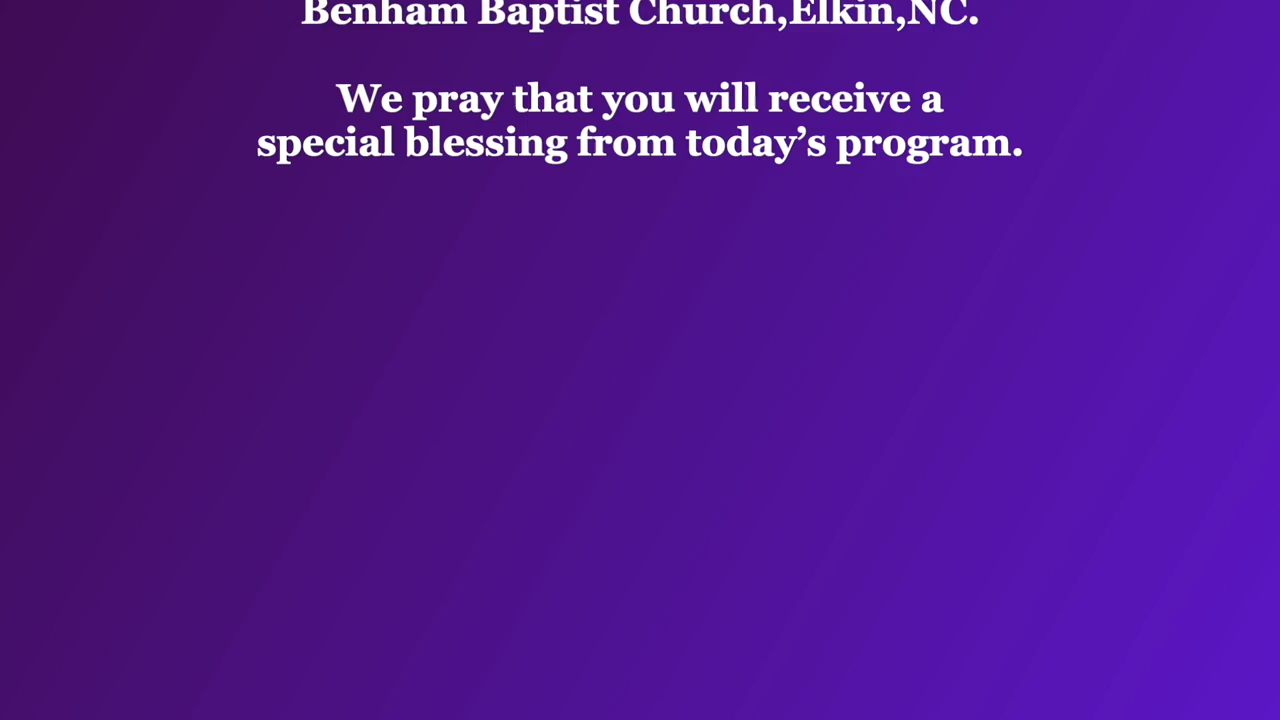 Benham Baptist Church,Elkin,NC.
We pray that you will receive a
special blessing from today’s program.